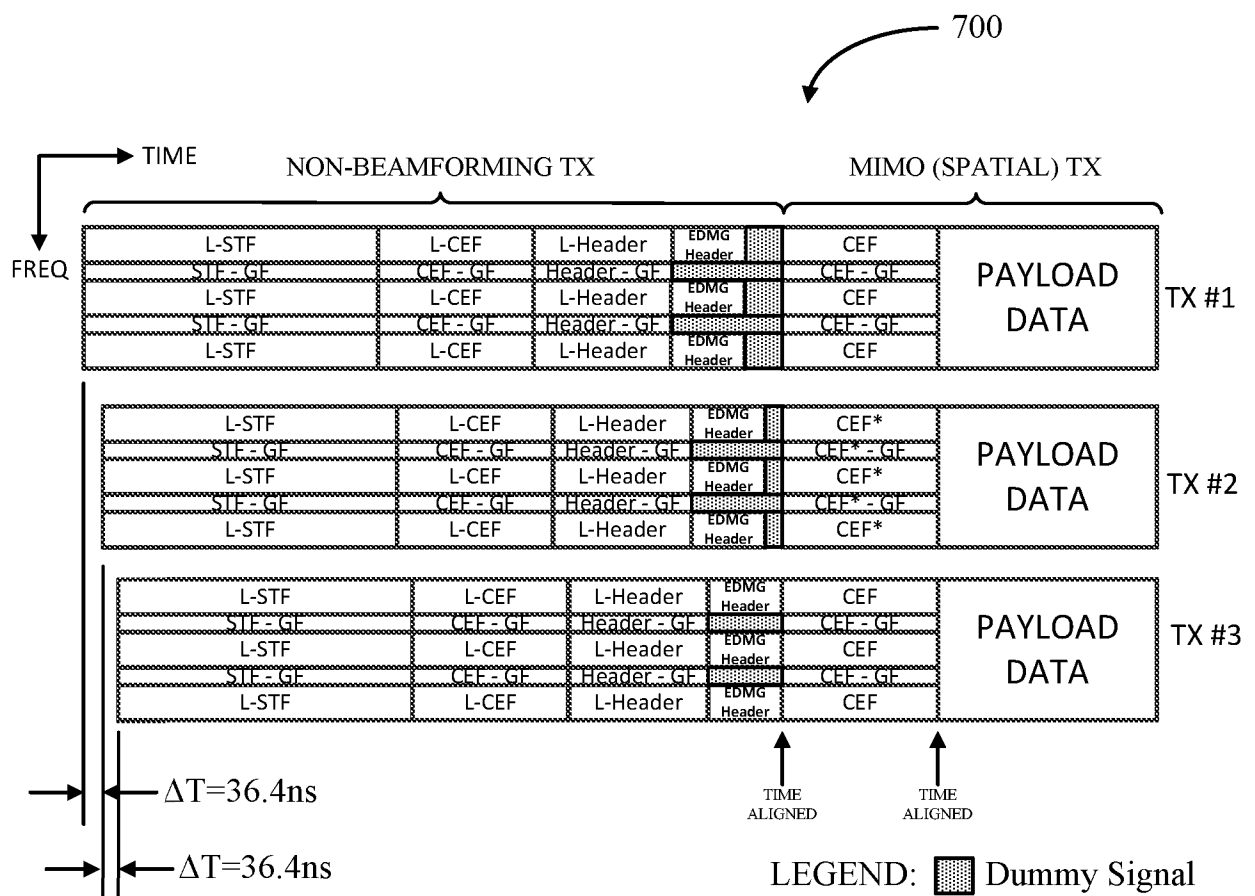 700
TIME
FREQ
NON-BEAMFORMING TX
MIMO (SPATIAL) TX
L-STF L-CEF L-Header EDMG Header CEF
STF - GF CEF - GF Header - GF CEF - GF
L-STF L-CEF L-Header EDMG Header CEF
STF - GF CEF - GF Header - GF CEF - GF
L-STF L-CEF L-Header EDMG Header CEF
PAYLOAD
DATA
TX #1
L-STF L-CEF L-Header EDMG Header CEF*
STF - GF CEF - GF Header - GF CEF* - GF
L-STF L-CEF L-Header EDMG Header CEF*
STF - GF CEF - GF Header - GF CEF* - GF
L-STF L-CEF L-Header EDMG Header CEF*
PAYLOAD
DATA
TX #2
L-STF L-CEF L-Header EDMG Header CEF
STF - GF CEF - GF Header - GF CEF - GF
L-STF L-CEF L-Header EDMG Header CEF
STF - GF CEF - GF Header - GF CEF - GF
L-STF L-CEF L-Header EDMG Header CEF
PAYLOAD
DATA
TX #3
ΔT=36.4ns
TIME
ALIGNED
TIME
ALIGNED
ΔT=36.4ns
LEGEND: Dummy Signal